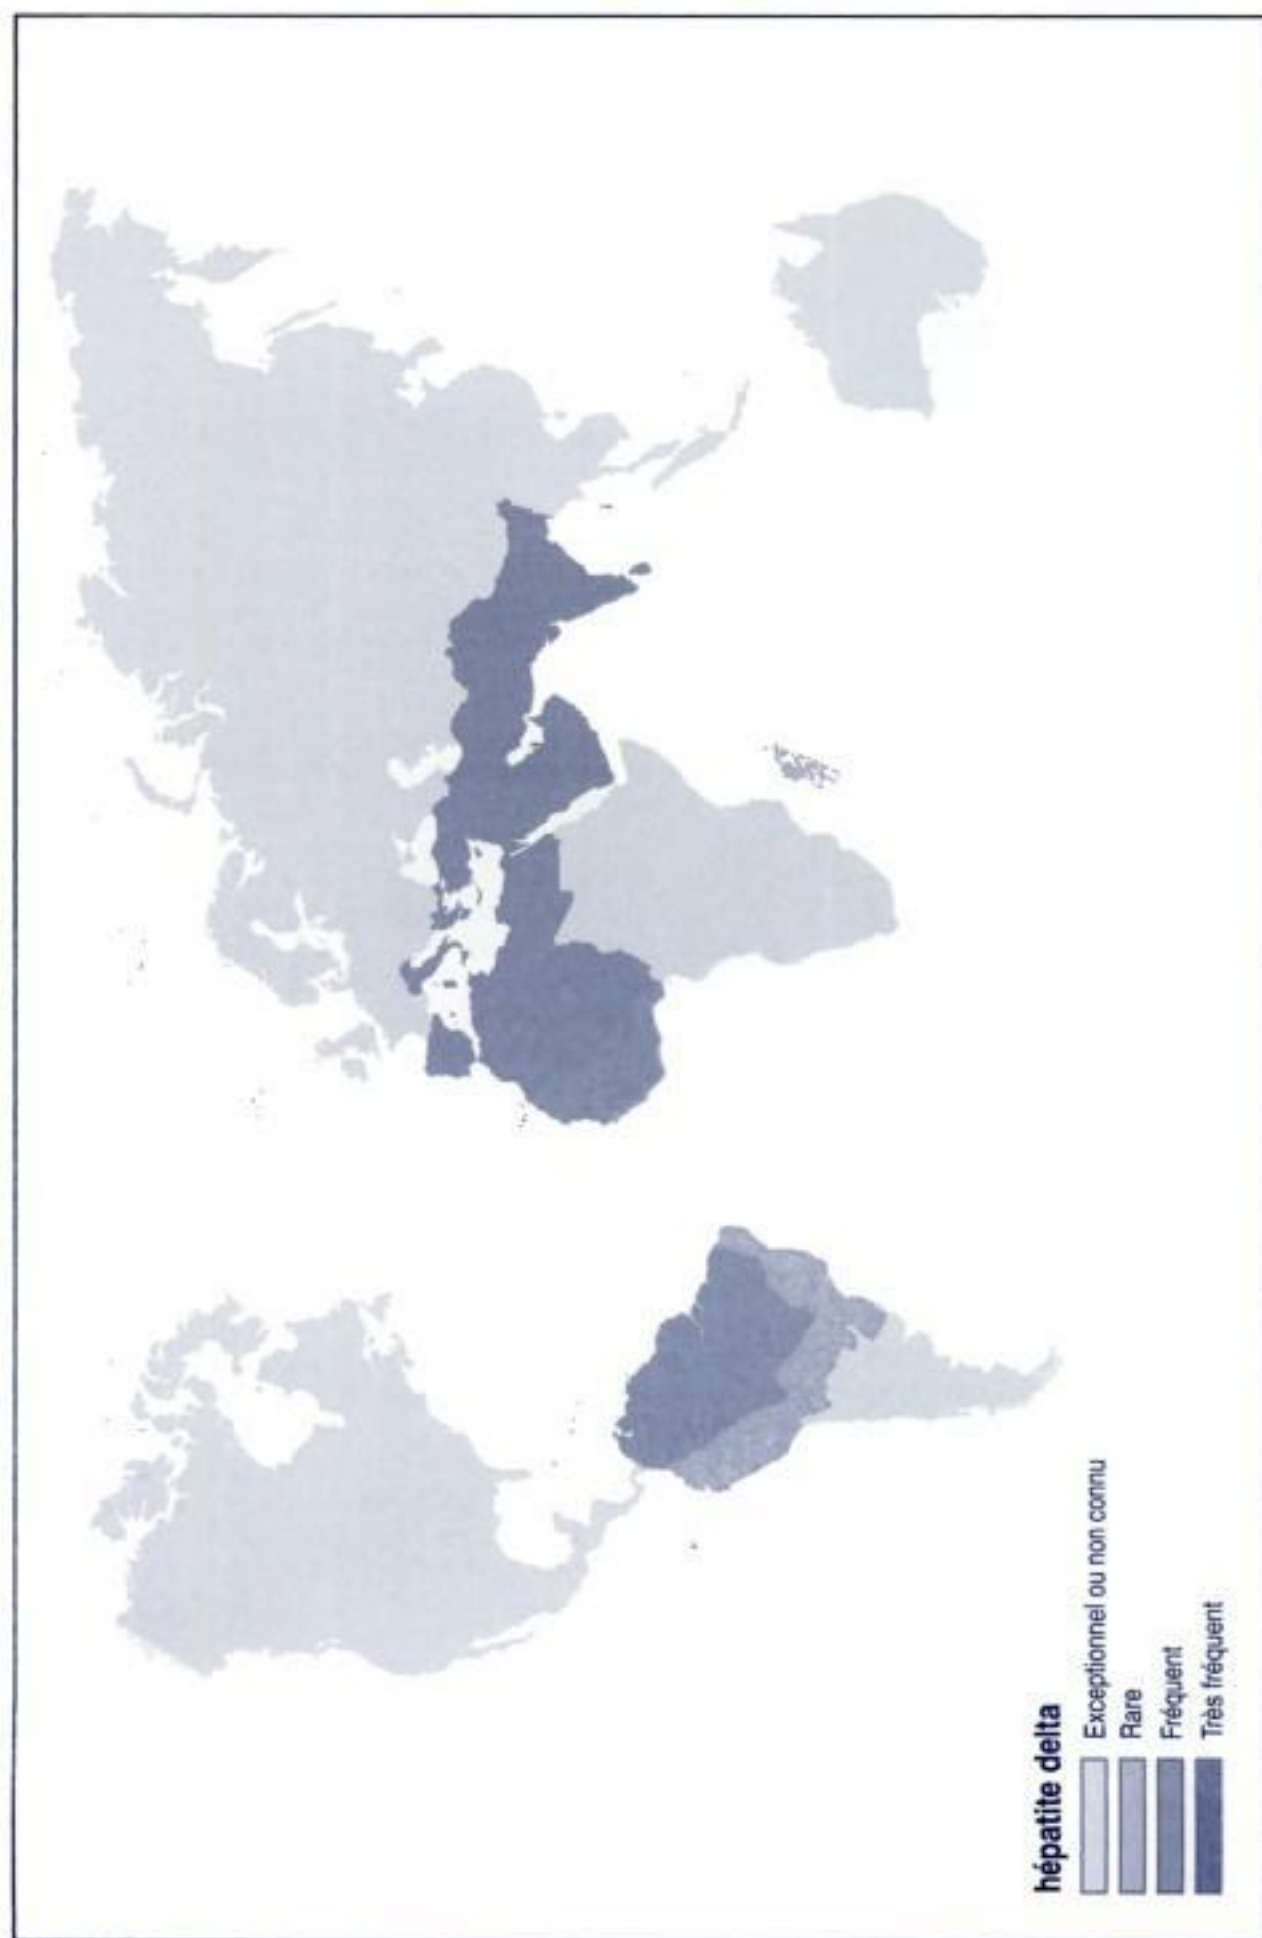 hépatite delta
Exceptionnel ou non connu
Rare
Fréquent
Très fréquent